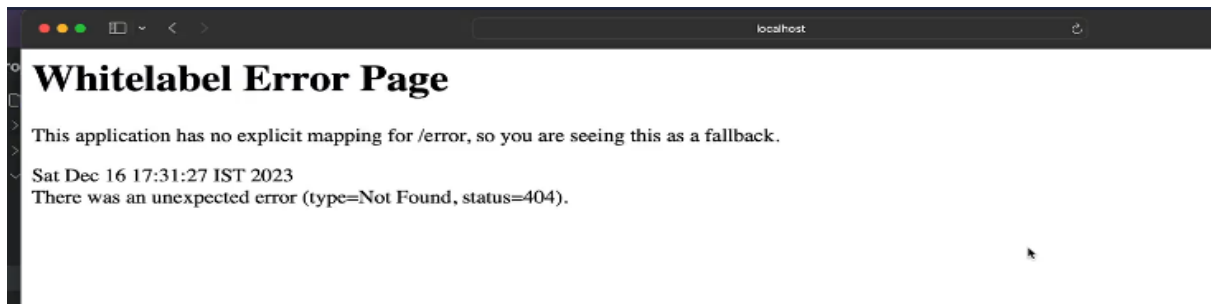 localhost
Whitelabel Error Page
This application has no explicit mapping for /error, so you are seeing this as a fallback.
Sat Dec 16 17:31:27 IST 2023
There was an unexpected error (type=Not Found, status=404).